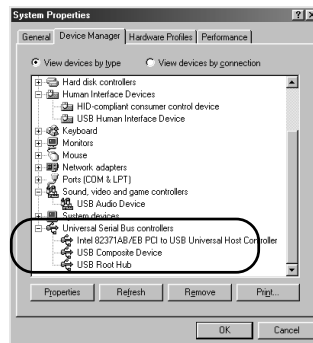 System Properties
General Device Manager Hardware Profiles Performance
View devices by type View devices by connection
Hard disk controllers
Human Interface Devices
HID-compliant consumer control device
USB Human Interface Device
Keyboard
Monitors
Mouse
Network adapters
Ports (COM & LPT)
Sound, video and game controllers
USB Audio Device
System devices
Universal Serial Bus controllers
Intel 82371AB/EB PCI to USB Universal Host Controller
USB Composite Device
USB Root Hub
Properties Refresh Remove Print...
OK Cancel